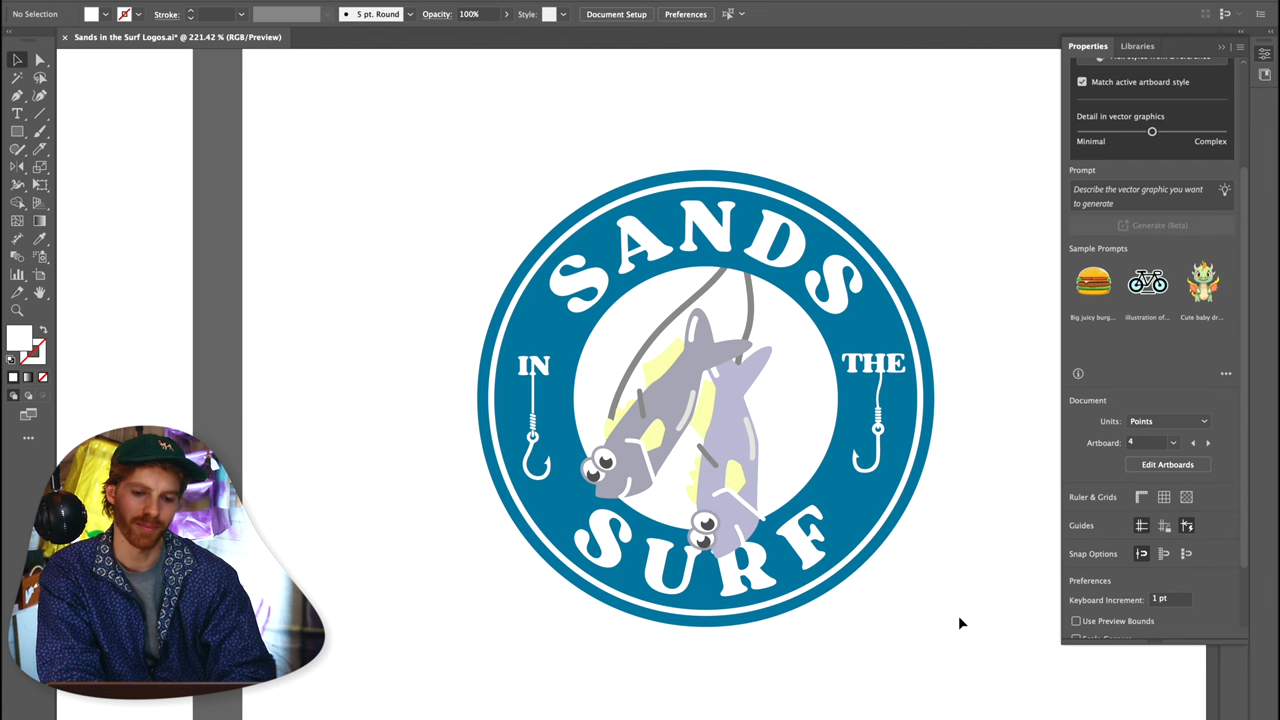 No Selection
Stroke:
5 pt. Round
Opacity:
100%
Style:
Document Setup
Preferences
Sands in the Surf Logos.ai* @ 221.42 % (RGB/Preview)
Properties
Libraries
Match active artboard style
Detail in vector graphics
Minimal
Complex
Prompt
Describe the vector graphic you want
to generate
Generate (Beta)
Sample Prompts
Big juicy burg...
illustration of...
Cute baby dr...
Document
Units:
Points
Artboard:
4
Edit Artboards
Ruler & Grids
Guides
Snap Options
Preferences
Keyboard Increment:
1 pt
Use Preview Bounds
SANDS
IN
THE
SURF